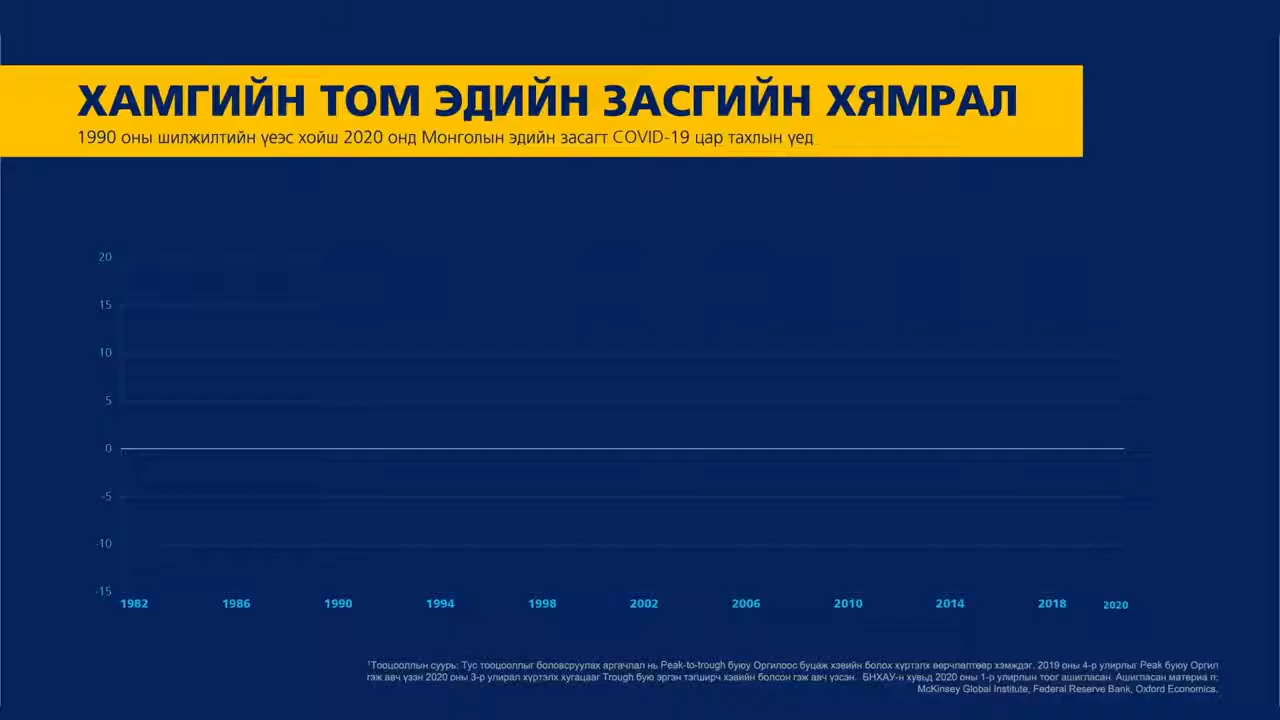 ХАМГИЙН ТОМ ЭДИЙН ЗАСГИЙН ХЯМРАЛ
1990 оны шилжилтийн үеэс хойш 2020 онд Монголын эдийн засагт COVID-19 цар тахлын үед
20
15
10
5
0
-5
-10
-15
1982 1986 1990 1994 1998 2002 2006 2010 2014 2018 2020
¹Тооцооллын суурь: Тус тооцооллыг боловсруулах аргачлал нь Peak-to-trough буюу Оргилоос буцаж хэвийн болох хүртэлх өөрчлөлтөөр хэмждэг. 2019 оны 4-р улирлыг Peak буюу Оргил
гэж авч үзэн 2020 оны 3-р улирал хүртэлх хугацааг Trough бую эргэн тэгширч хэвийн болсон гэж авч үзсэн. БНХАУ-н хувьд 2020 оны 1-р улирлын тоог ашигласан. Ашигласан материа л:
McKinsey Global Institute, Federal Reserve Bank, Oxford Economics.